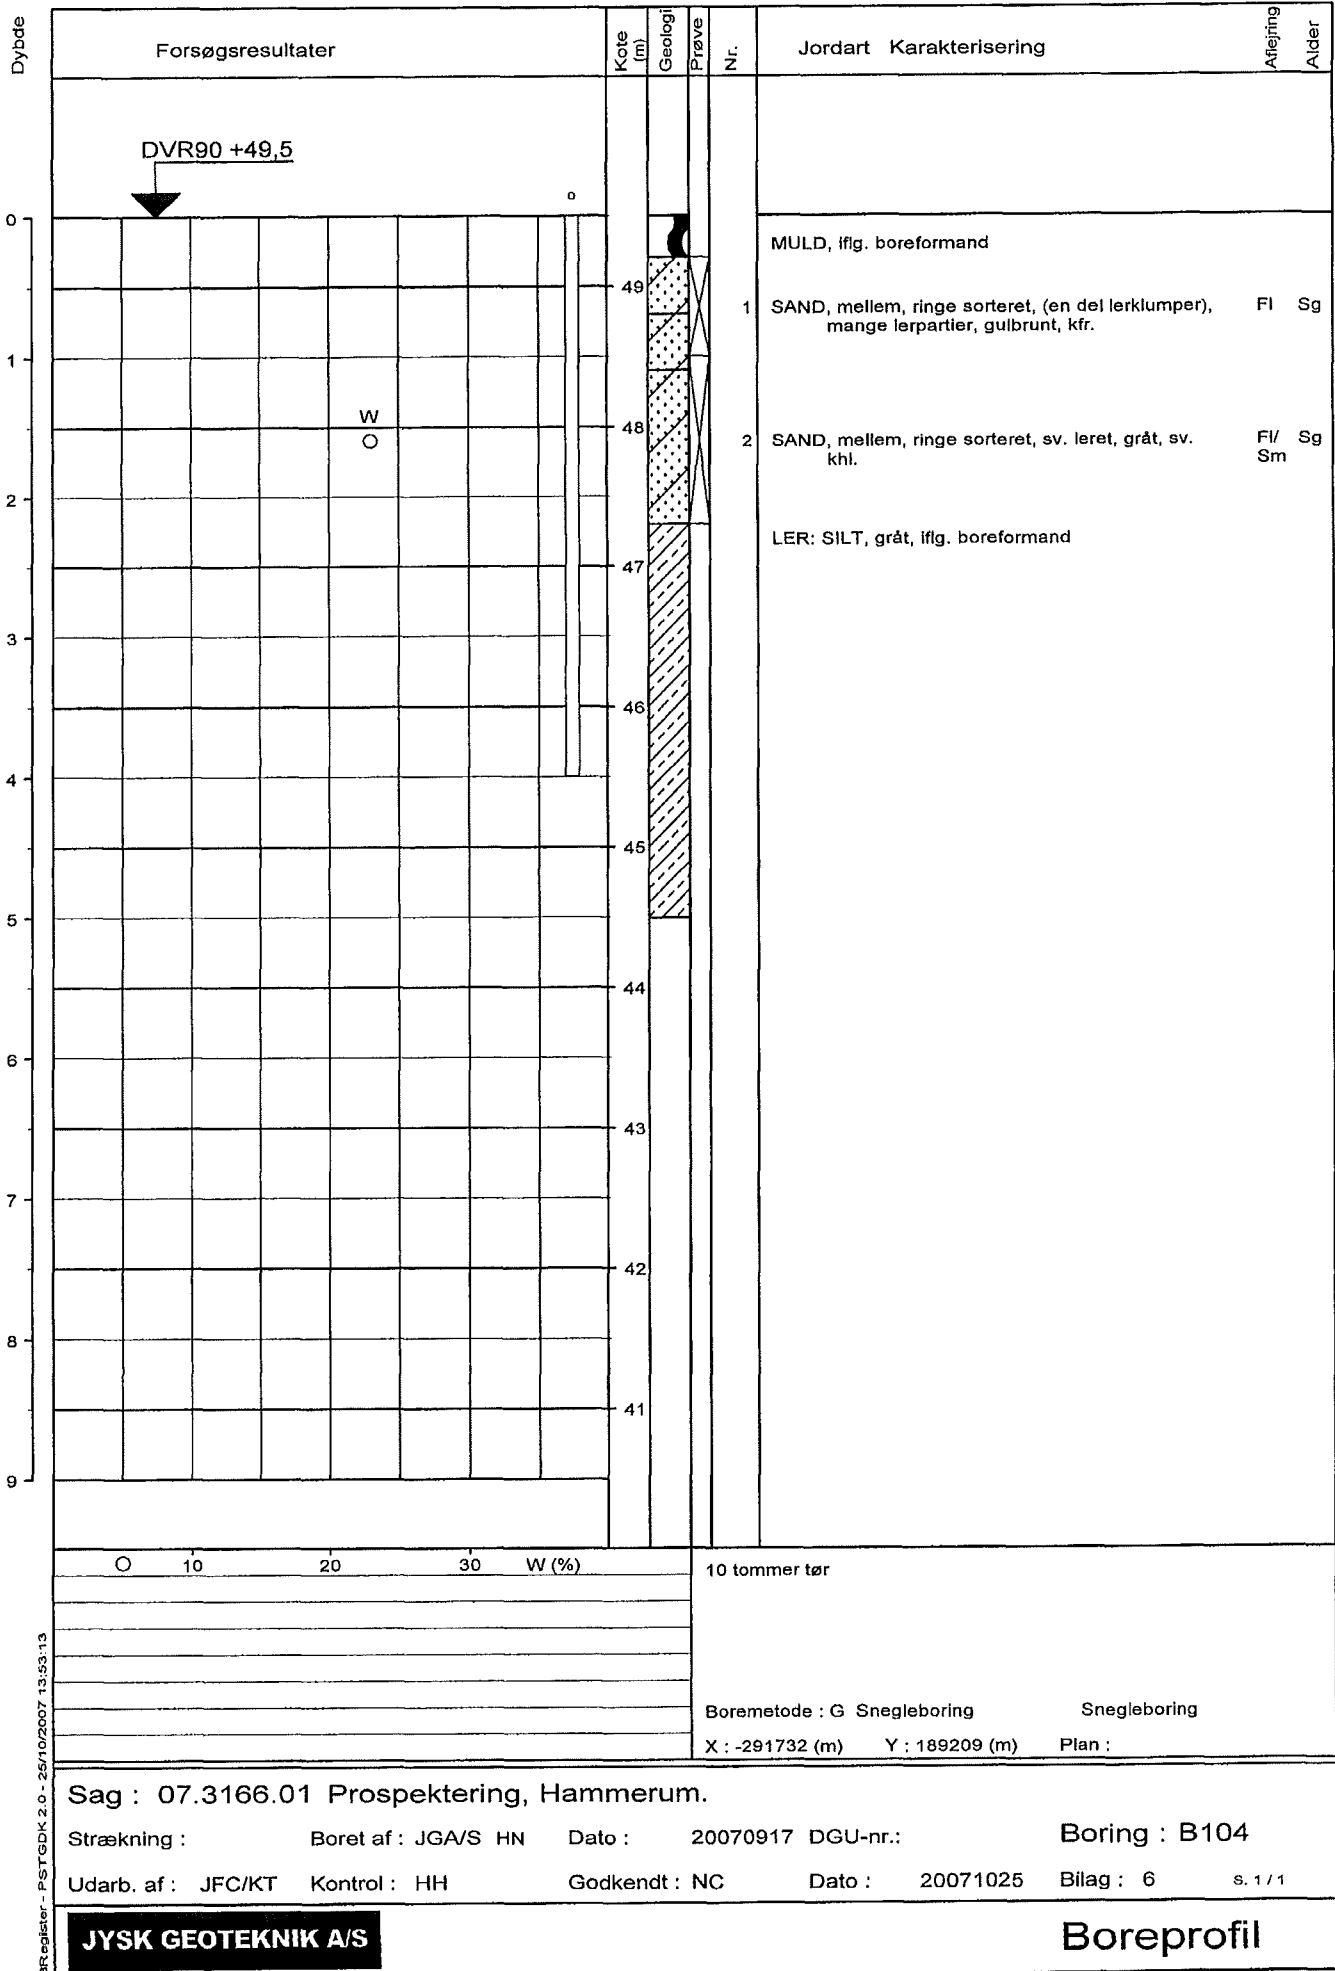 Dybde
Forsøgsresultater
Kote (m)
Geologi
Prøve
Nr.
Jordart Karakterisering
Aflejring
Alder
DVR90 +49,5
o
0
MULD, iflg. boreformand
49
1 SAND, mellem, ringe sorteret, (en del lerklumper), Fl Sg
mange lerpartier, gulbrunt, kfr.
1
W
48
2 SAND, mellem, ringe sorteret, sv. leret, gråt, sv. Fl/ Sg
khl. Sm
2
LER: SILT, gråt, iflg. boreformand
47
3
46
4
45
5
44
6
43
7
42
8
41
9
10 20 30 W (%)
10 tommer tør
Boremetode : G Snegleboring Snegleboring
X : -291732 (m) Y : 189209 (m) Plan :
Sag : 07.3166.01 Prospektering, Hammerum.
Strækning : Boret af : JGA/S HN Dato : 20070917 DGU-nr.: Boring : B104
Udarb. af : JFC/KT Kontrol : HH Godkendt : NC Dato : 20071025 Bilag : 6 S. 1 / 1
JYSK GEOTEKNIK A/S
Boreprofil
BRegister - PSTGDK 2.0 - 25/10/2007 13:53:13